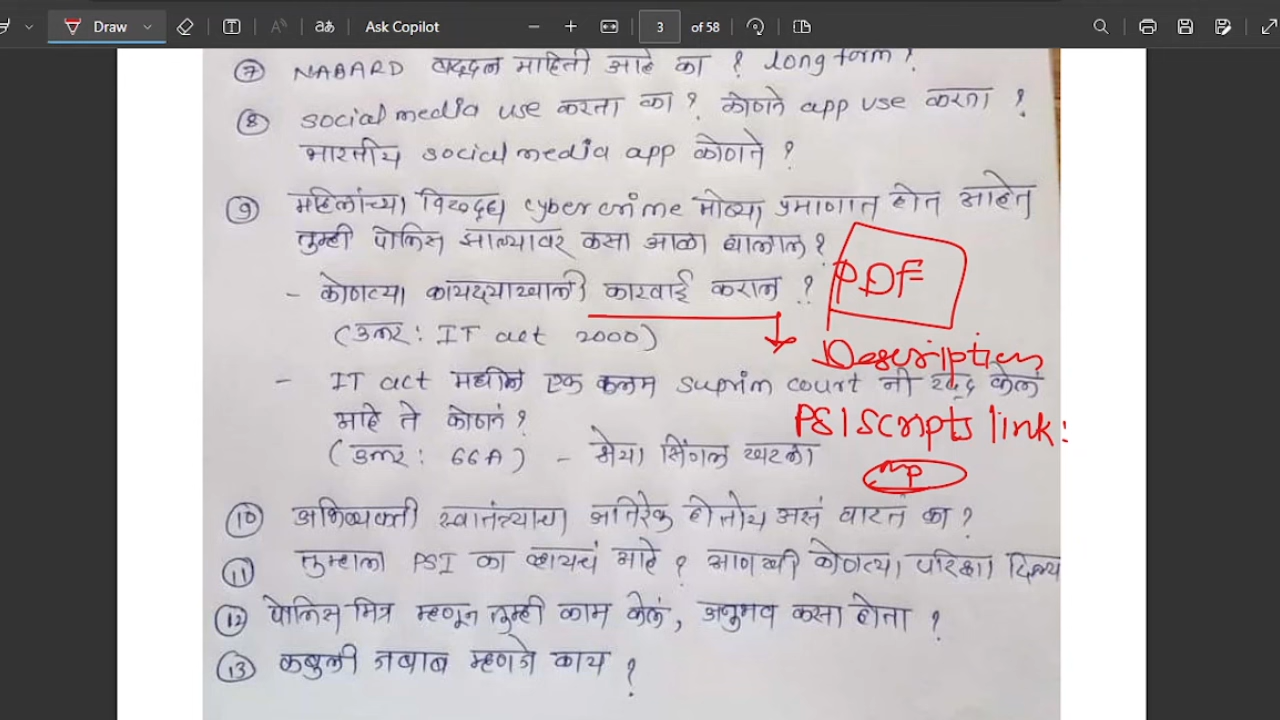 Draw
aあ
Ask Copilot
3 of 58
⑦ NABARD बद्दल माहिती आहे का ? long form ?
⑧ social media use करता का ? कोणते app use करता ?
भारतीय social media app कोणते ?
⑨ महिलांच्या विरुद्ध cyber crime मोठ्या प्रमाणात होत आहेत
तुम्ही पोलिस झाल्यावर कसा आळा घालाल ?
- कोणत्या कायद्याखाली कारवाई कराल ?
PDF
(उत्तर : IT act 2000)
Description
- IT act मधील एक कलम suprim court नी रद्द केलं
आहे ते कोणतं ?
PSI Scripts link :
(उत्तर : 66A) - श्रेया सिंगल खटला
mp
⑩ अभिव्यक्ती स्वातंत्र्याचा अतिरेक होतोय असं वाटतं का ?
⑪ तुम्हाला PSI का व्हायचं आहे ? आणखी कोणत्या परिक्षा दिल्या
⑫ पोलिस मित्र म्हणून तुम्ही काम केलं, अनुभव कसा होता ?
⑬ कबुली जबाब म्हणजे काय ?